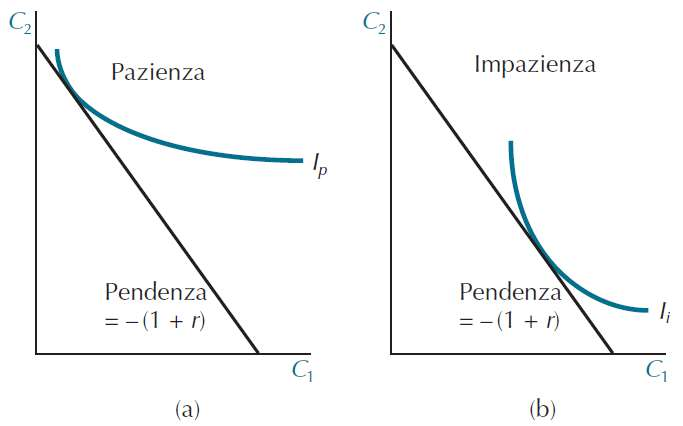 C₂
Pazienza
Iₚ
Pendenza
= – (1 + r)
C₁
(a)
C₂
Impazienza
Iᵢ
Pendenza
= – (1 + r)
C₁
(b)